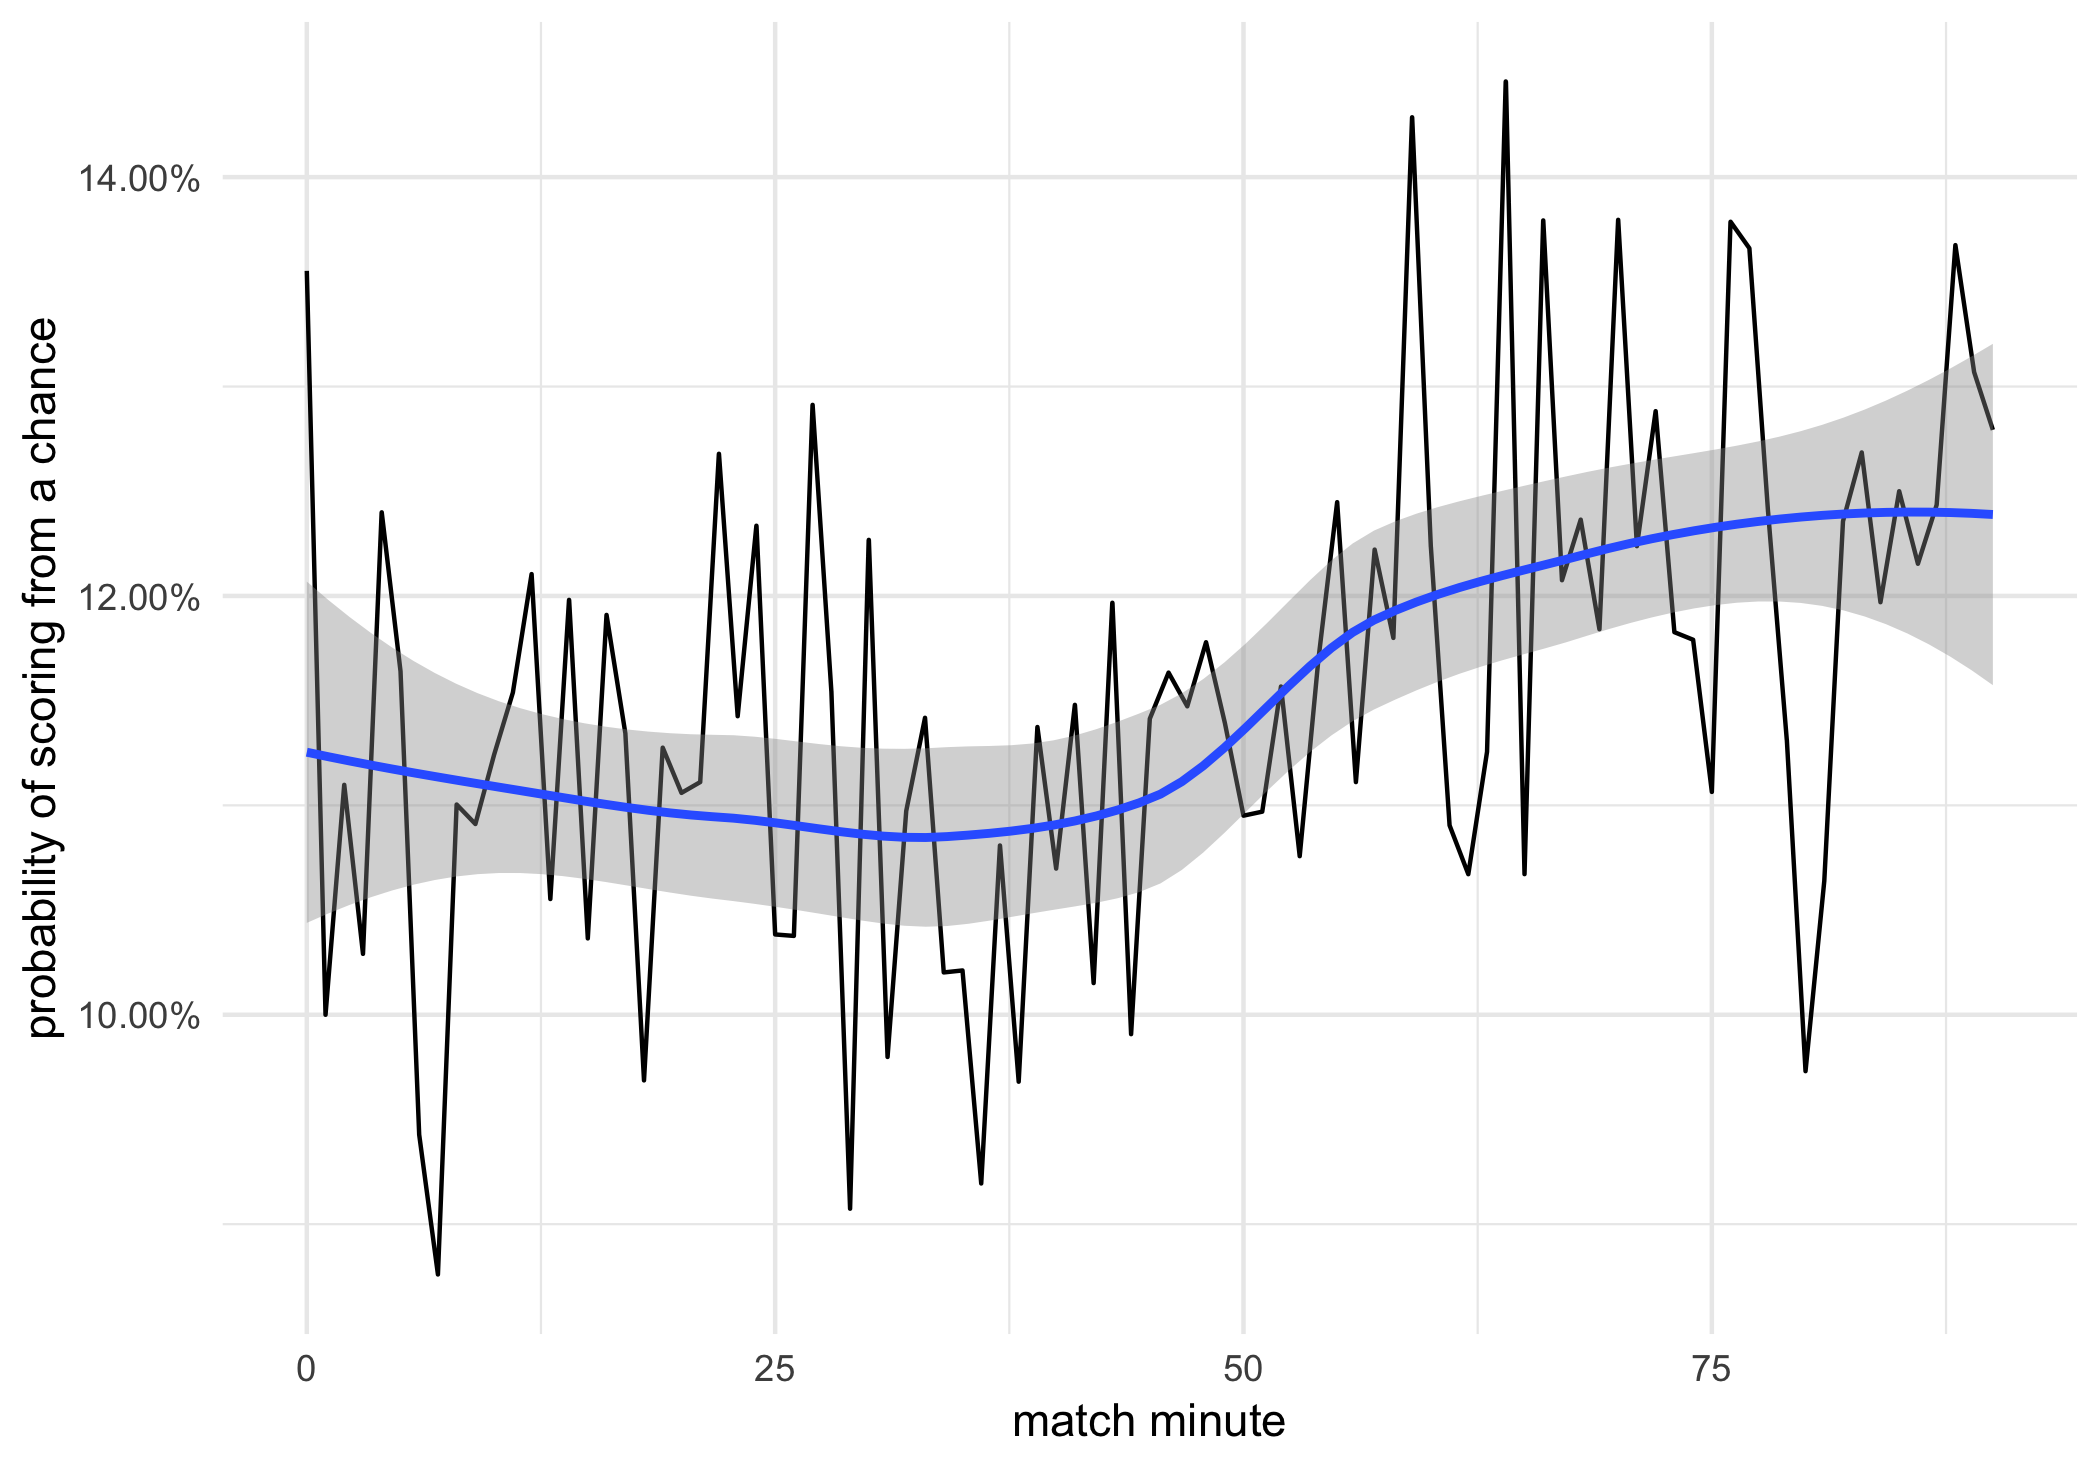 probability of scoring from a chance
14.00%
12.00%
10.00%
0 25 50 75
match minute